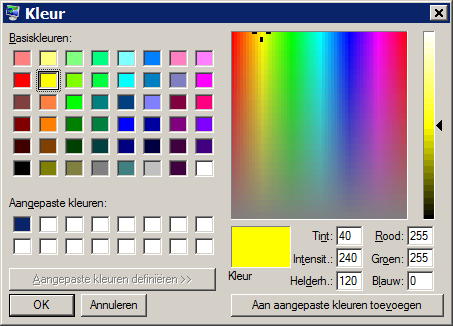 Kleur
Basiskleuren:
Aangepaste kleuren:
Aangepaste kleuren definiëren >>
OK
Annuleren
Kleur
Tint: 40
Intensit.: 240
Helderh.: 120
Rood: 255
Groen: 255
Blauw: 0
Aan aangepaste kleuren toevoegen